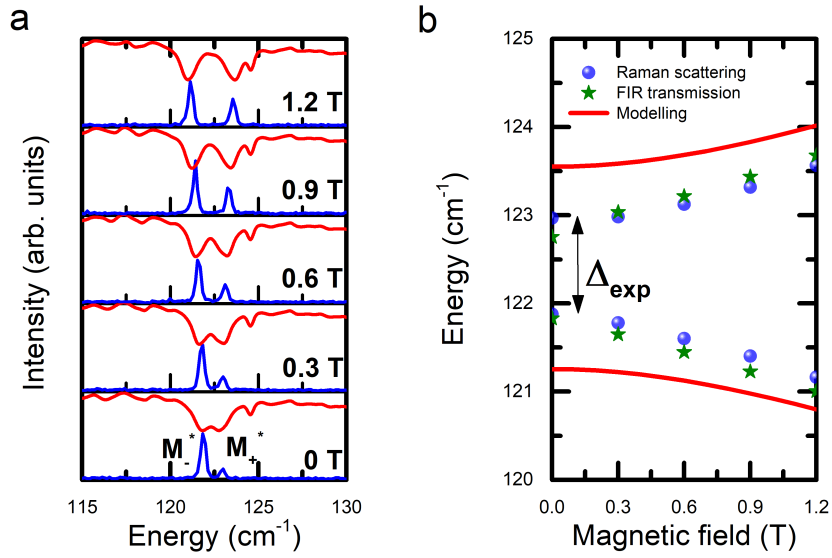 a
1.2 T
0.9 T
0.6 T
0.3 T
M-* M+*
0 T
115 120 125 130
Energy (cm-1)
Intensity (arb. units)
b
125
124
123
122
121
120
Raman scattering
FIR transmission
Modelling
Δexp
0.0 0.3 0.6 0.9 1.2
Magnetic field (T)
Energy (cm-1)